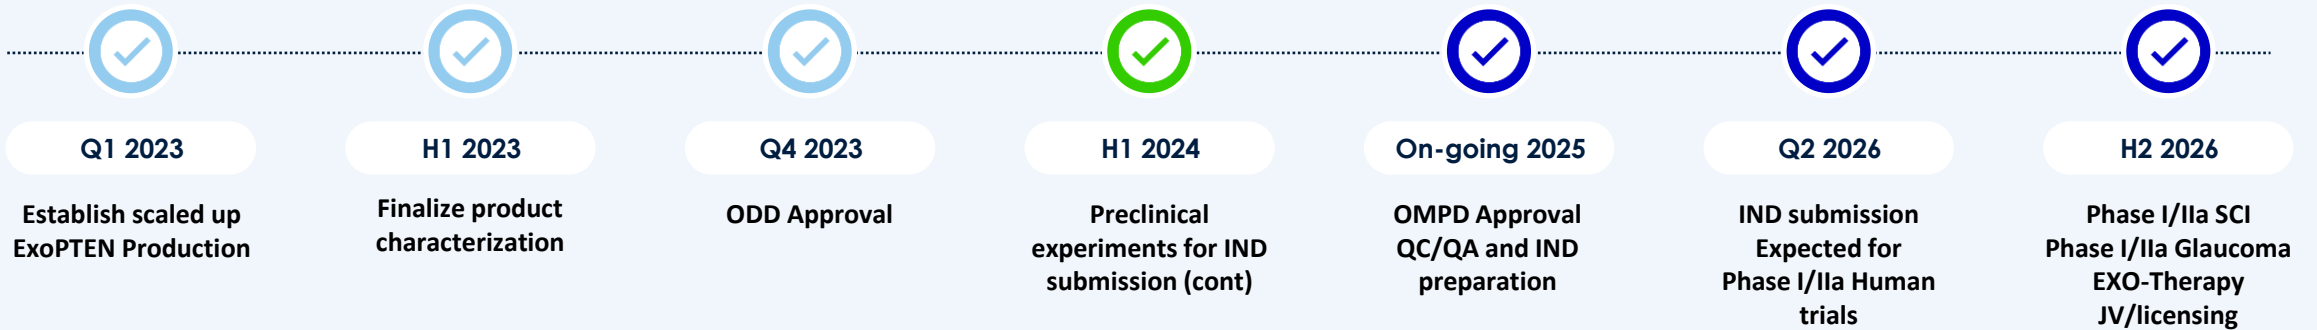 Q1 2023
Establish scaled up
ExoPTEN Production
H1 2023
Finalize product
characterization
Q4 2023
ODD Approval
H1 2024
Preclinical
experiments for IND
submission (cont)
On-going 2025
OMPD Approval
QC/QA and IND
preparation
Q2 2026
IND submission
Expected for
Phase I/IIa Human
trials
H2 2026
Phase I/IIa SCI
Phase I/IIa Glaucoma
EXO-Therapy
JV/licensing